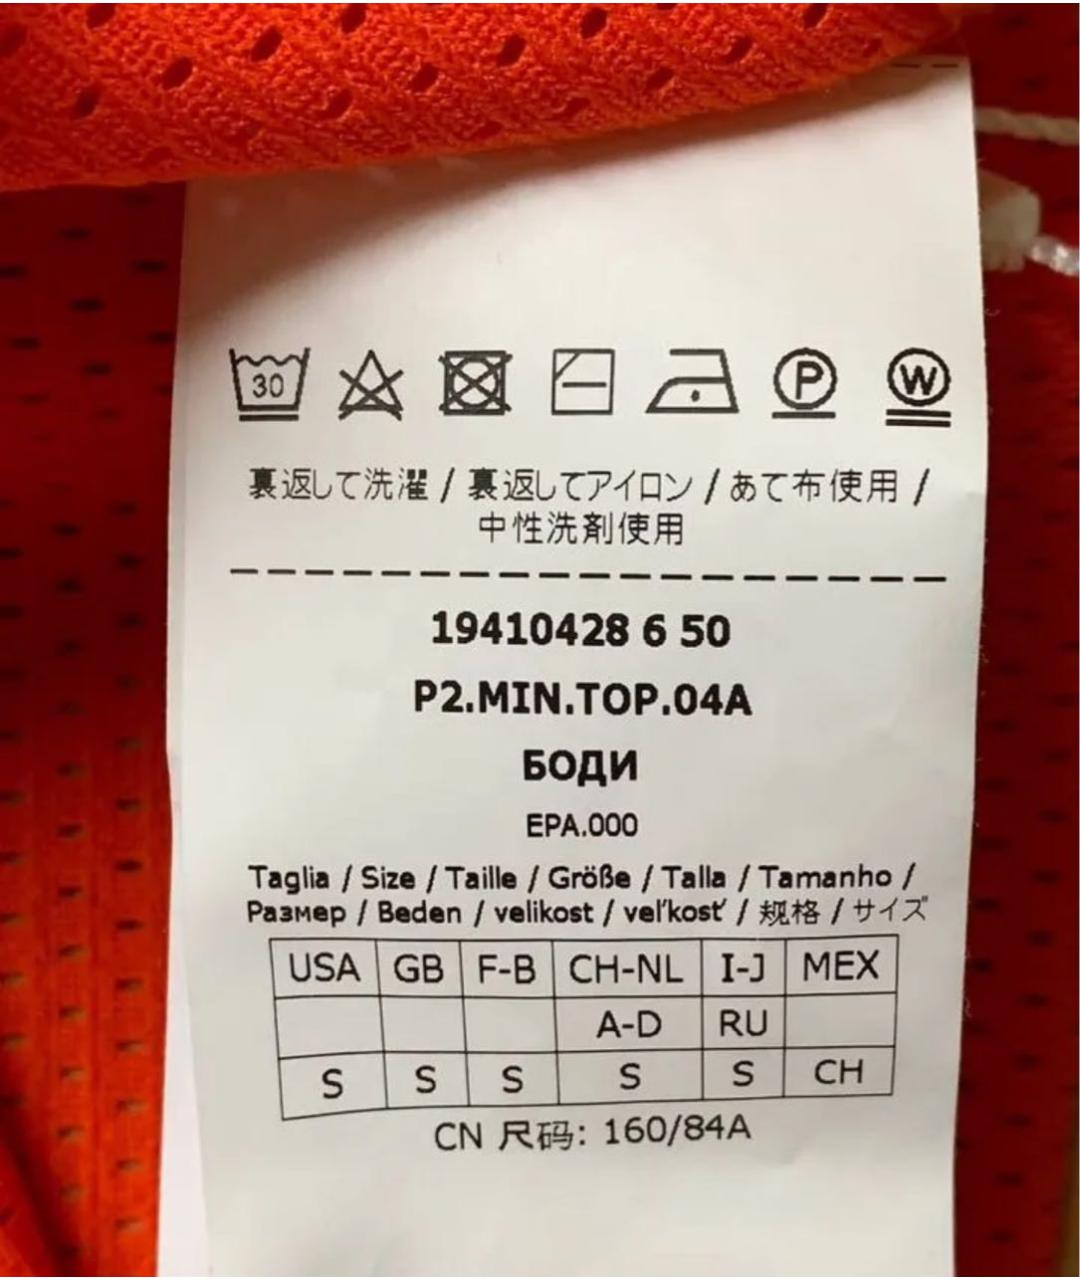 30 P W
裏返して洗濯 / 裏返してアイロン / あて布使用 /
中性洗剤使用
19410428 6 50
P2.MIN.TOP.04A
БОДИ
EPA.000
Taglia / Size / Taille / Größe / Talla / Tamanho /
Размер / Beden / velikost / veľkosť / 规格 / サイズ
USA GB F-B CH-NL I-J MEX
A-D RU
S S S S S CH
CN 尺码: 160/84A